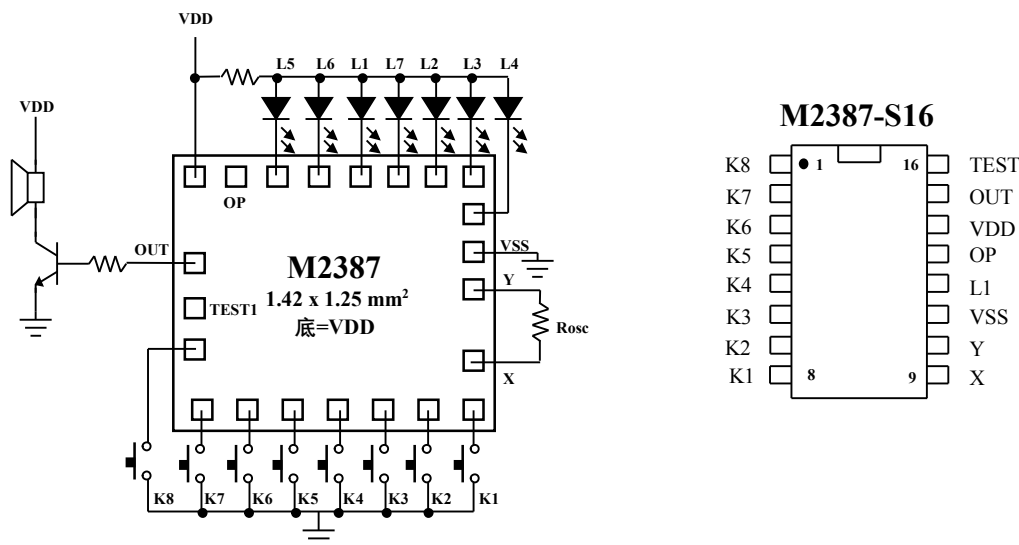 VDD
L5 L6 L1 L7 L2 L3 L4
VDD
OP
OUT
VSS
M2387
1.42 x 1.25 mm²
底=VDD
Y
TEST1
Rosc
X
K8 K7 K6 K5 K4 K3 K2 K1
M2387-S16
K8 1 16 TEST
K7 OUT
K6 VDD
K5 OP
K4 L1
K3 VSS
K2 Y
K1 8 9 X